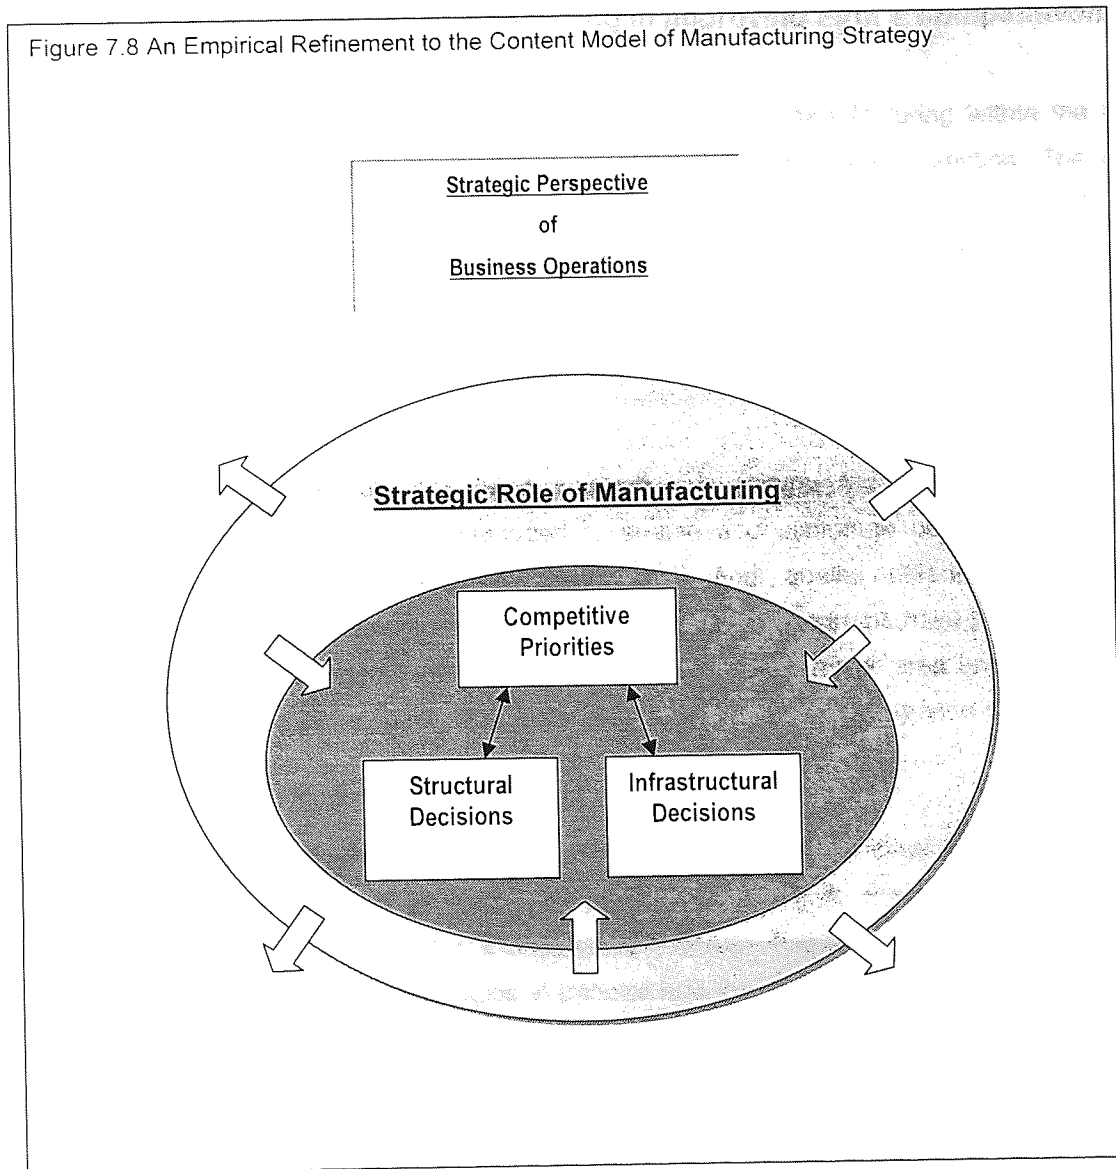 Figure 7.8 An Empirical Refinement to the Content Model of Manufacturing Strategy
Strategic Perspective
of
Business Operations
Strategic Role of Manufacturing
Competitive
Priorities
Structural
Decisions
Infrastructural
Decisions